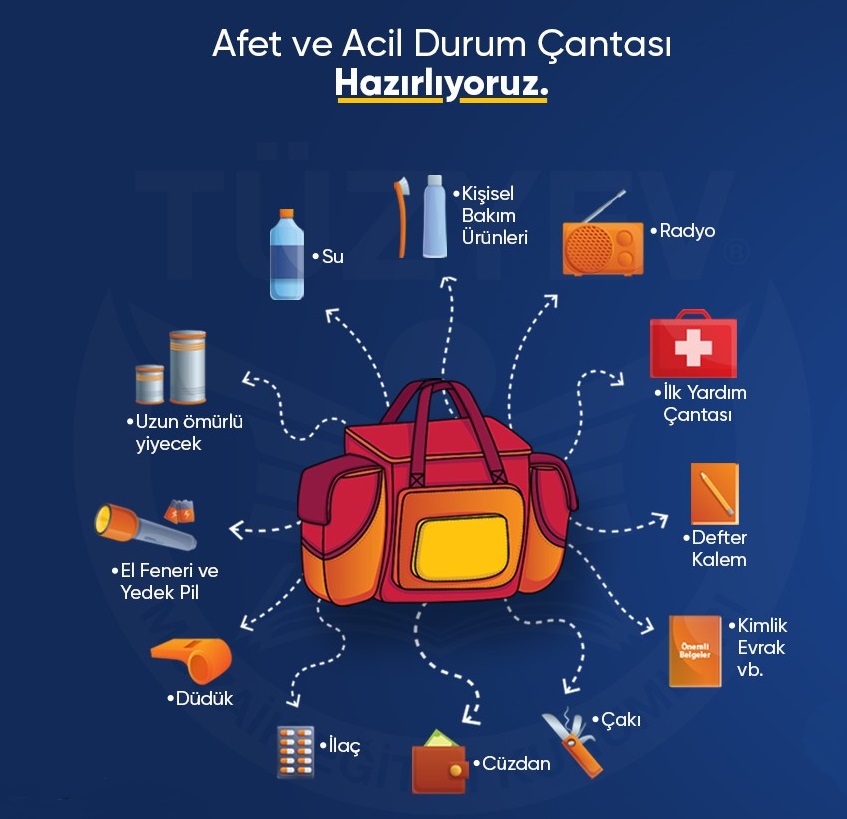 Afet ve Acil Durum Çantası
Hazırlıyoruz.
TÜZYEV
®
•Kişisel
Bakım
Ürünleri
•Su
•Radyo
•İlk Yardım
Çantası
•Uzun ömürlü
yiyecek
•Defter
Kalem
•El Feneri ve
Yedek Pil
•Kimlik
Evrak
vb.
Önemli
Belgeler
•Düdük
•İlaç
•Cüzdan
•Çakı